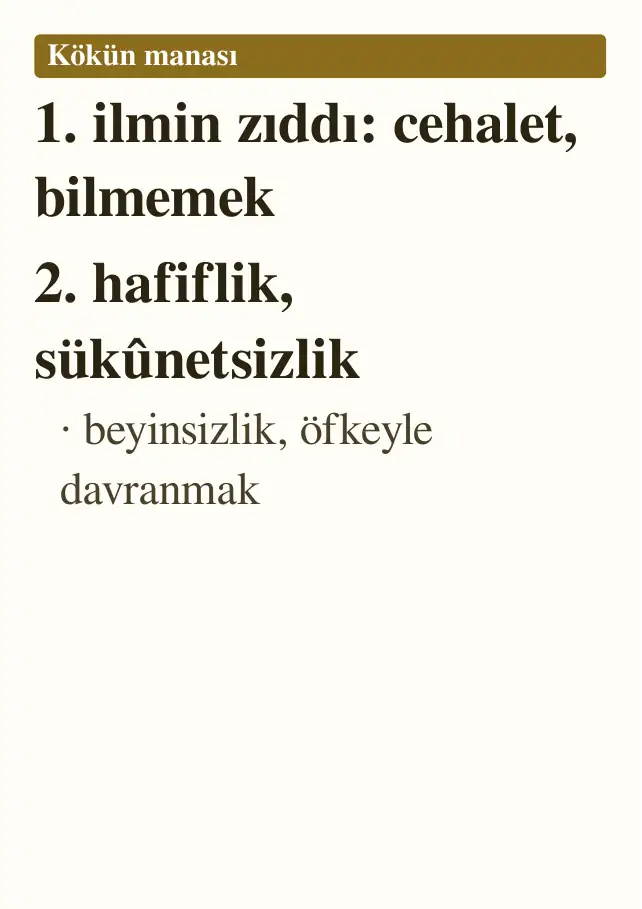 Kökün manası
1. ilmin zıddı: cehalet,
bilmemek
2. hafiflik,
sükûnetsizlik
· beyinsizlik, öfkeyle
davranmak